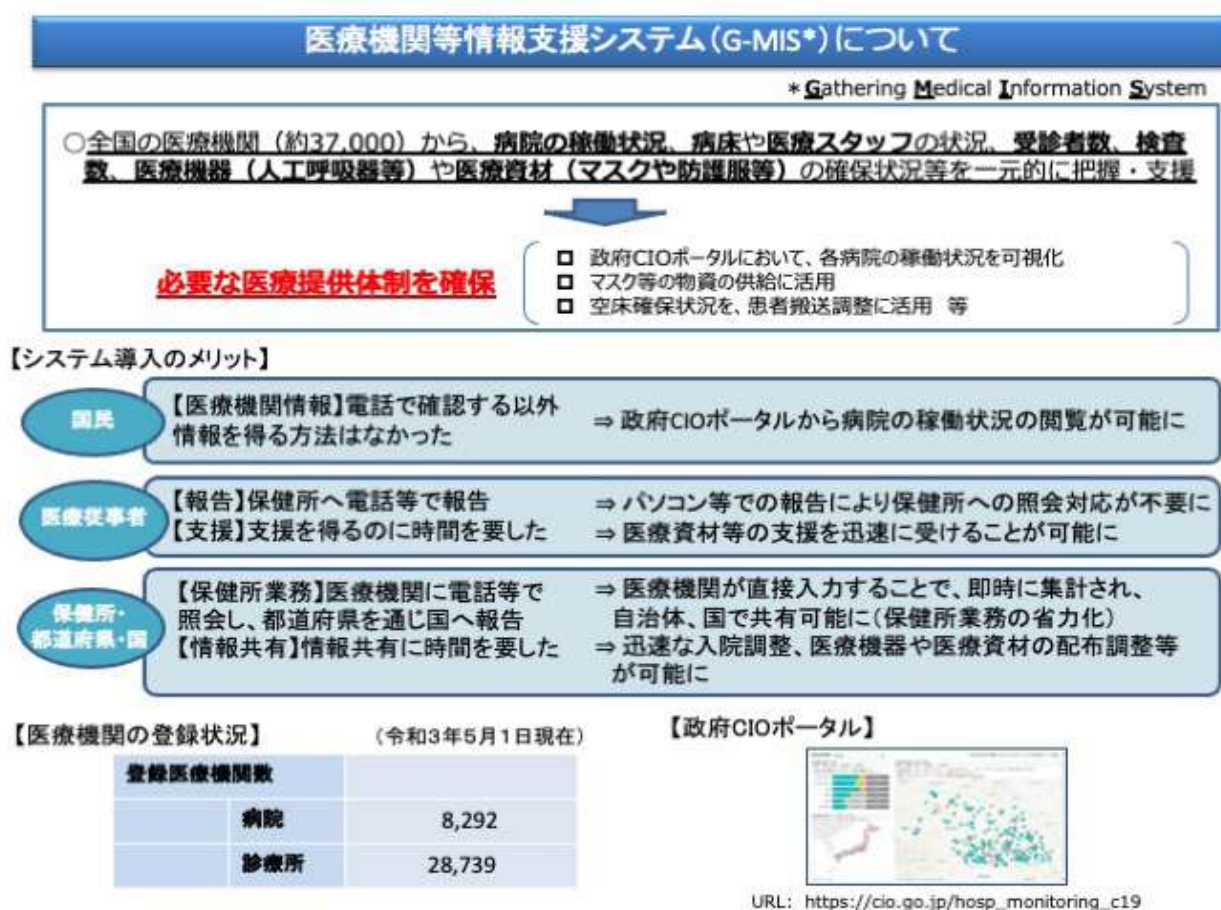 医療機関等情報支援システム(G-MIS*)について
*Gathering Medical Information System
○全国の医療機関(約37,000)から、病院の稼働状況、病床や医療スタッフの状況、受診者数、検査
数、医療機器(人工呼吸器等)や医療資材(マスクや防護服等)の確保状況等を一元的に把握・支援
必要な医療提供体制を確保
□ 政府CIOポータルにおいて、各病院の稼働状況を可視化
□ マスク等の物資の供給に活用
□ 空床確保状況を、患者搬送調整に活用 等
【システム導入のメリット】
国民
【医療機関情報】電話で確認する以外
情報を得る方法はなかった
⇒ 政府CIOポータルから病院の稼働状況の閲覧が可能に
医療従事者
【報告】保健所へ電話等で報告
【支援】支援を得るのに時間を要した
⇒ パソコン等での報告により保健所への照会対応が不要に
⇒ 医療資材等の支援を迅速に受けることが可能に
保健所・
都道府県・国
【保健所業務】医療機関に電話等で
照会し、都道府県を通じ国へ報告
【情報共有】情報共有に時間を要した
⇒ 医療機関が直接入力することで、即時に集計され、
自治体、国で共有可能に(保健所業務の省力化)
⇒ 迅速な入院調整、医療機器や医療資材の配布調整等
が可能に
【医療機関の登録状況】 (令和3年5月1日現在)
登録医療機関数
病院 8,292
診療所 28,739
【政府CIOポータル】
URL: https://cio.go.jp/hosp_monitoring_c19